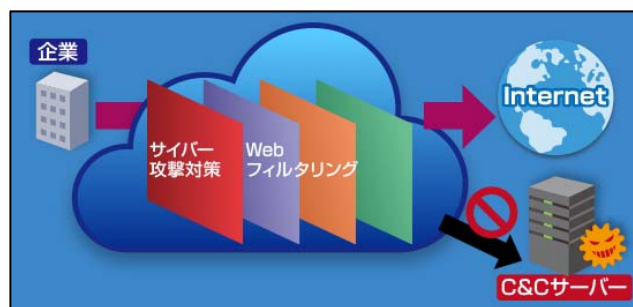 企業
サイバー
攻撃対策
Web
フィルタリング
Internet
C&Cサーバー